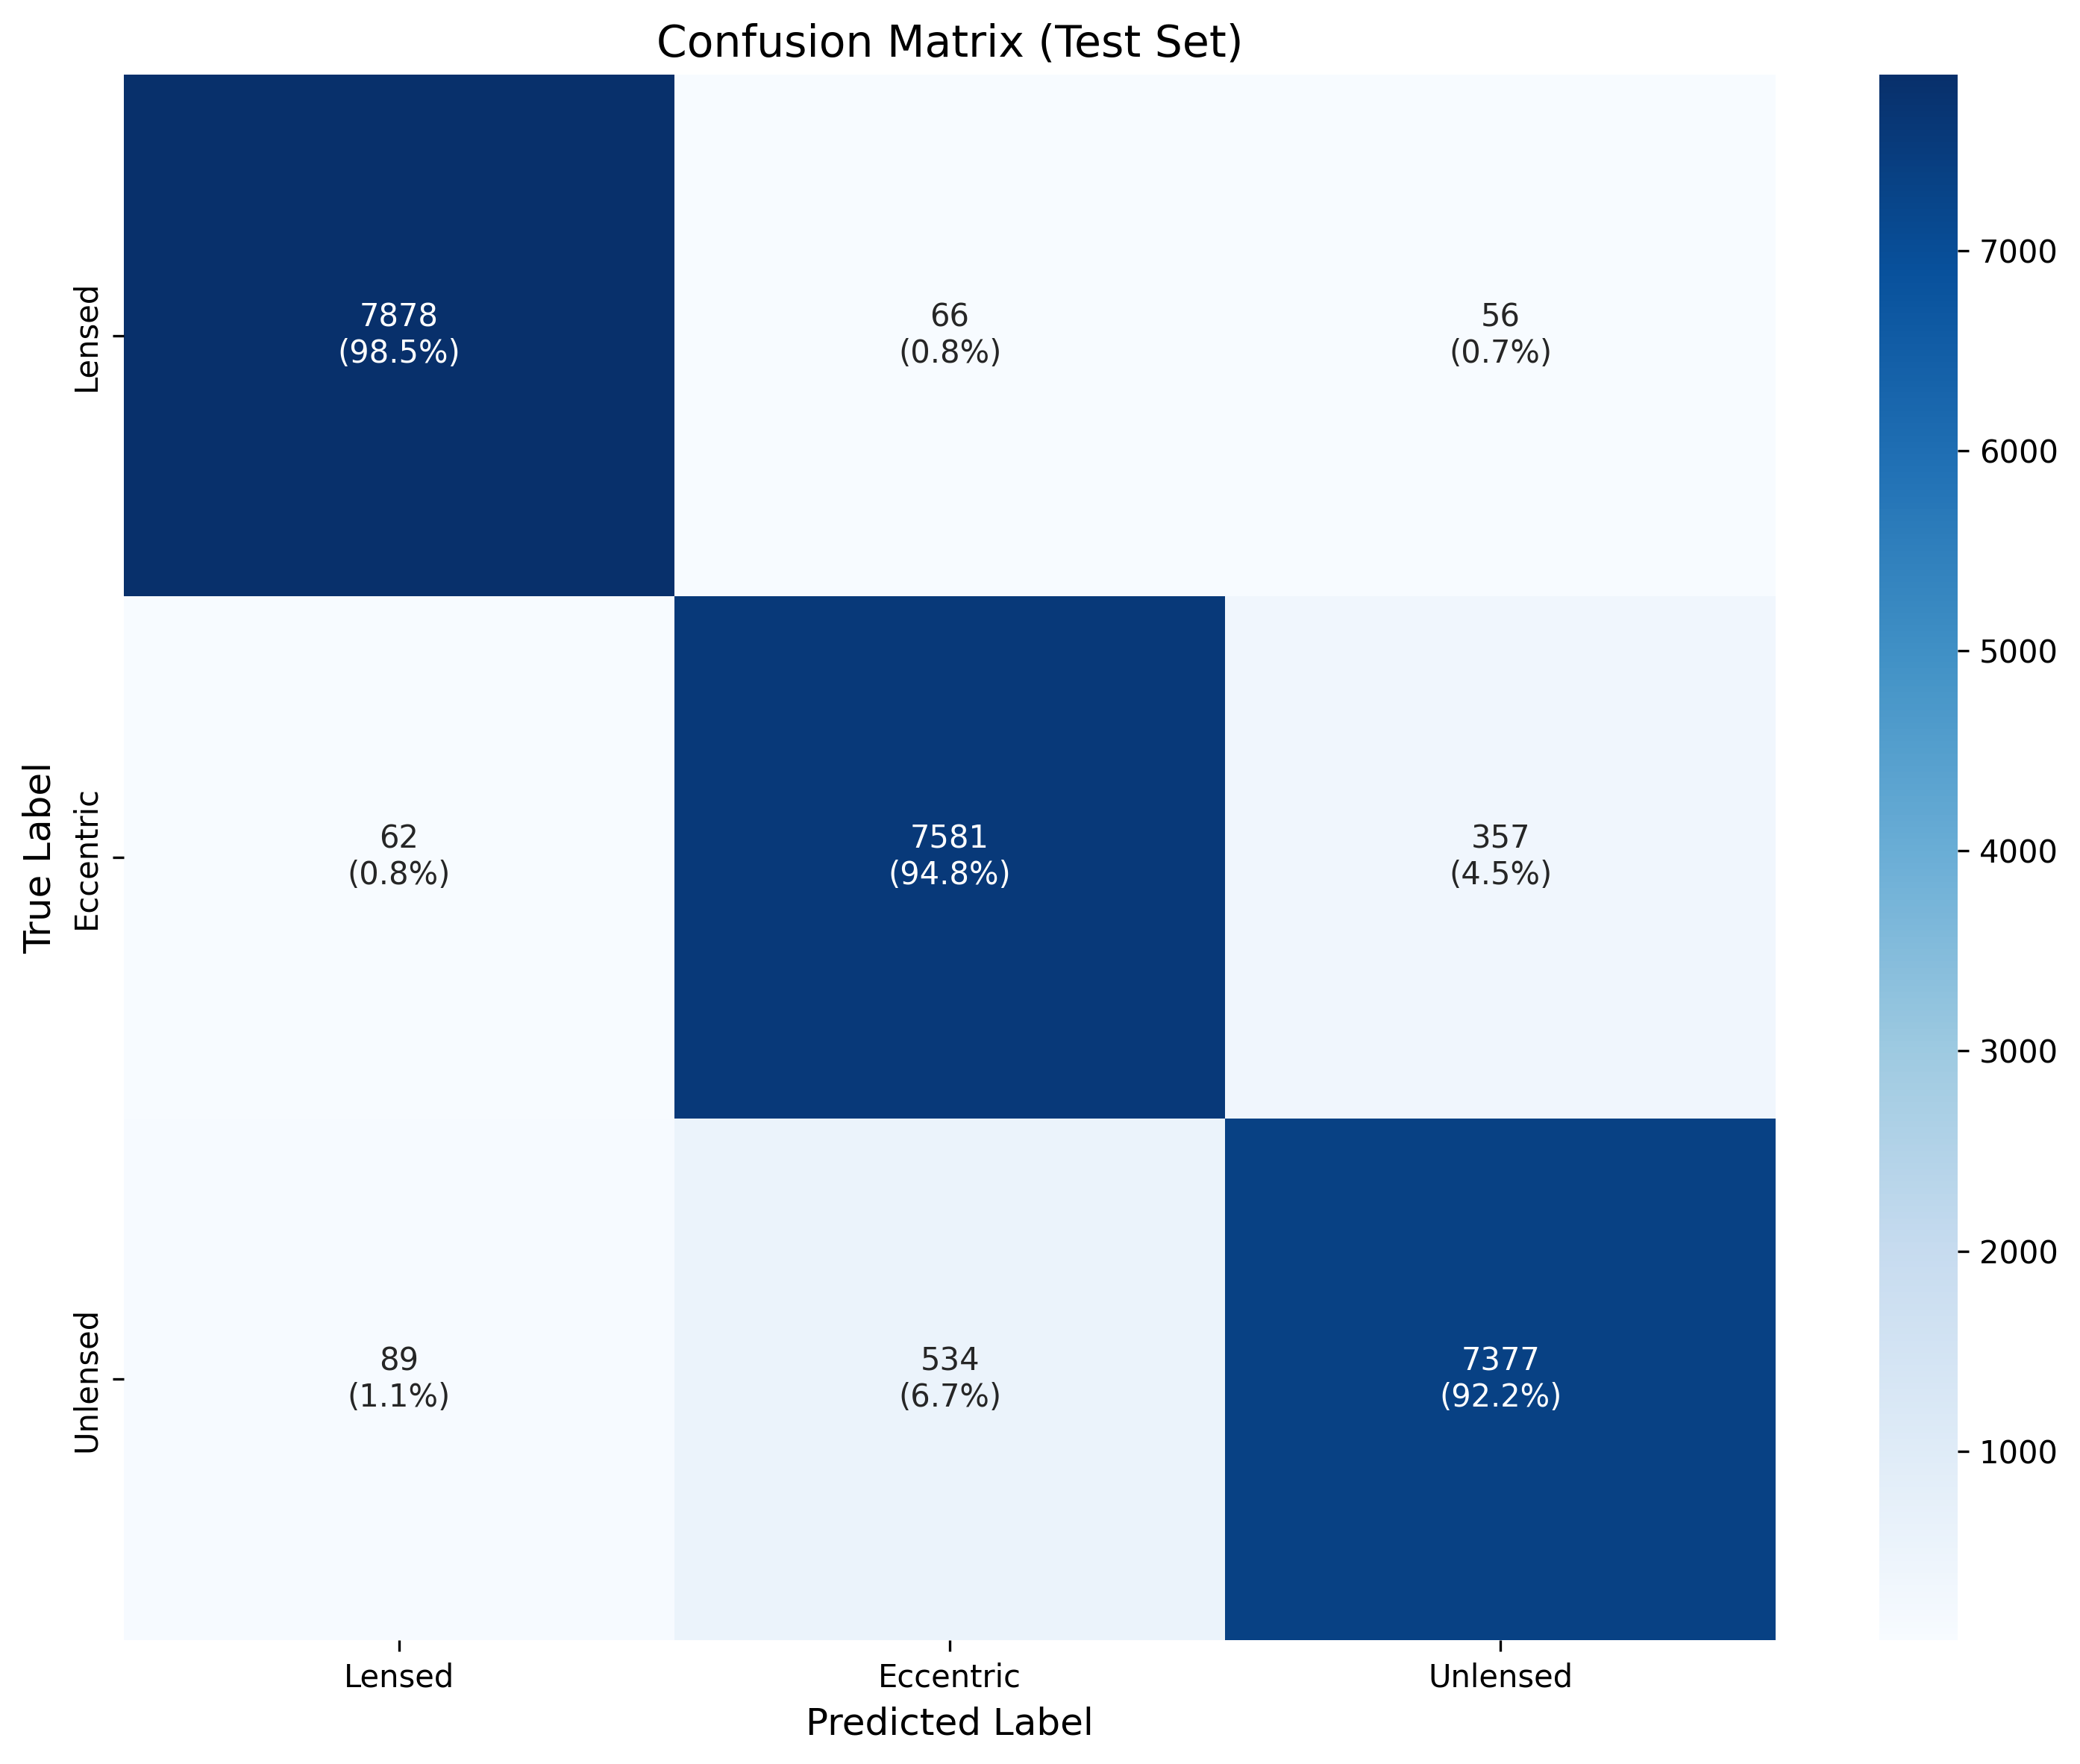 Confusion Matrix (Test Set)
True Label
Lensed
7878
(98.5%)
66
(0.8%)
56
(0.7%)
Eccentric
62
(0.8%)
7581
(94.8%)
357
(4.5%)
Unlensed
89
(1.1%)
534
(6.7%)
7377
(92.2%)
Lensed
Eccentric
Unlensed
Predicted Label
7000
6000
5000
4000
3000
2000
1000